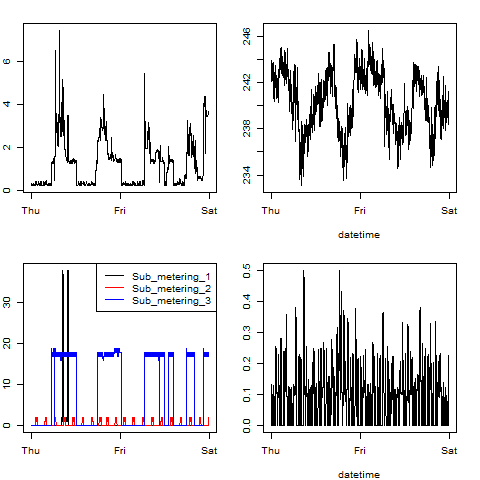 0 2 4 6
Thu Fri Sat
234 238 242 246
Thu Fri Sat
datetime
0 10 20 30
Sub_metering_1
Sub_metering_2
Sub_metering_3
Thu Fri Sat
0.0 0.1 0.2 0.3 0.4 0.5
Thu Fri Sat
datetime